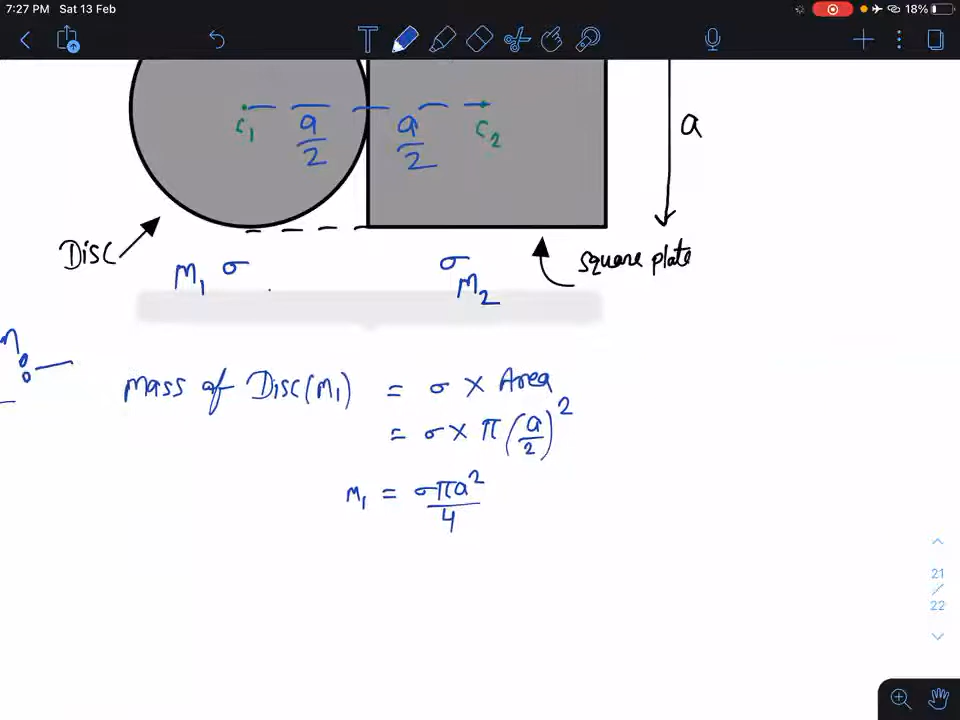 7:27 PM Sat 13 Feb
18%
T
C1 a/2 a/2 C2
a
Disc
M1 σ
σ
M2
square plate
Mass of Disc(M1) = σ × Area
= σ × π(a/2)²
M1 = σπa²/4
21
/
22